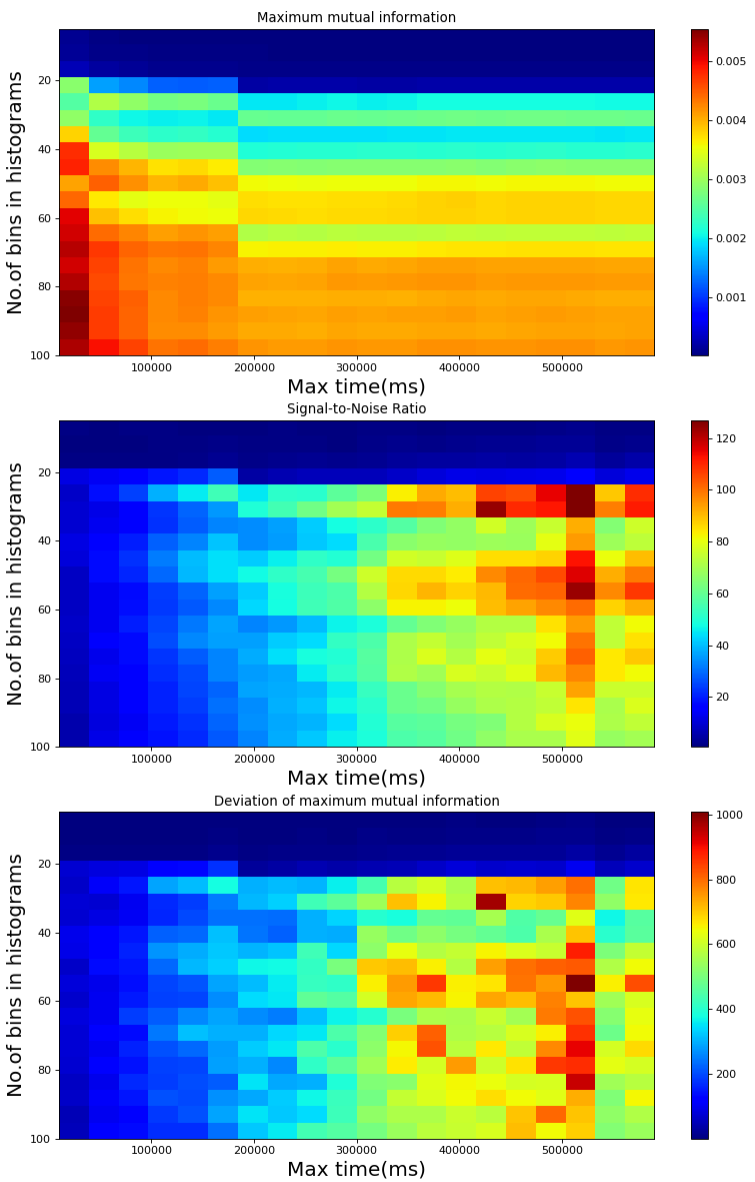 Maximum mutual information
No.of bins in histograms
20
40
60
80
100
100000 200000 300000 400000 500000
Max time(ms)
0.005
0.004
0.003
0.002
0.001
Signal-to-Noise Ratio
No.of bins in histograms
20
40
60
80
100
100000 200000 300000 400000 500000
Max time(ms)
120
100
80
60
40
20
Deviation of maximum mutual information
No.of bins in histograms
20
40
60
80
100
100000 200000 300000 400000 500000
Max time(ms)
1000
800
600
400
200